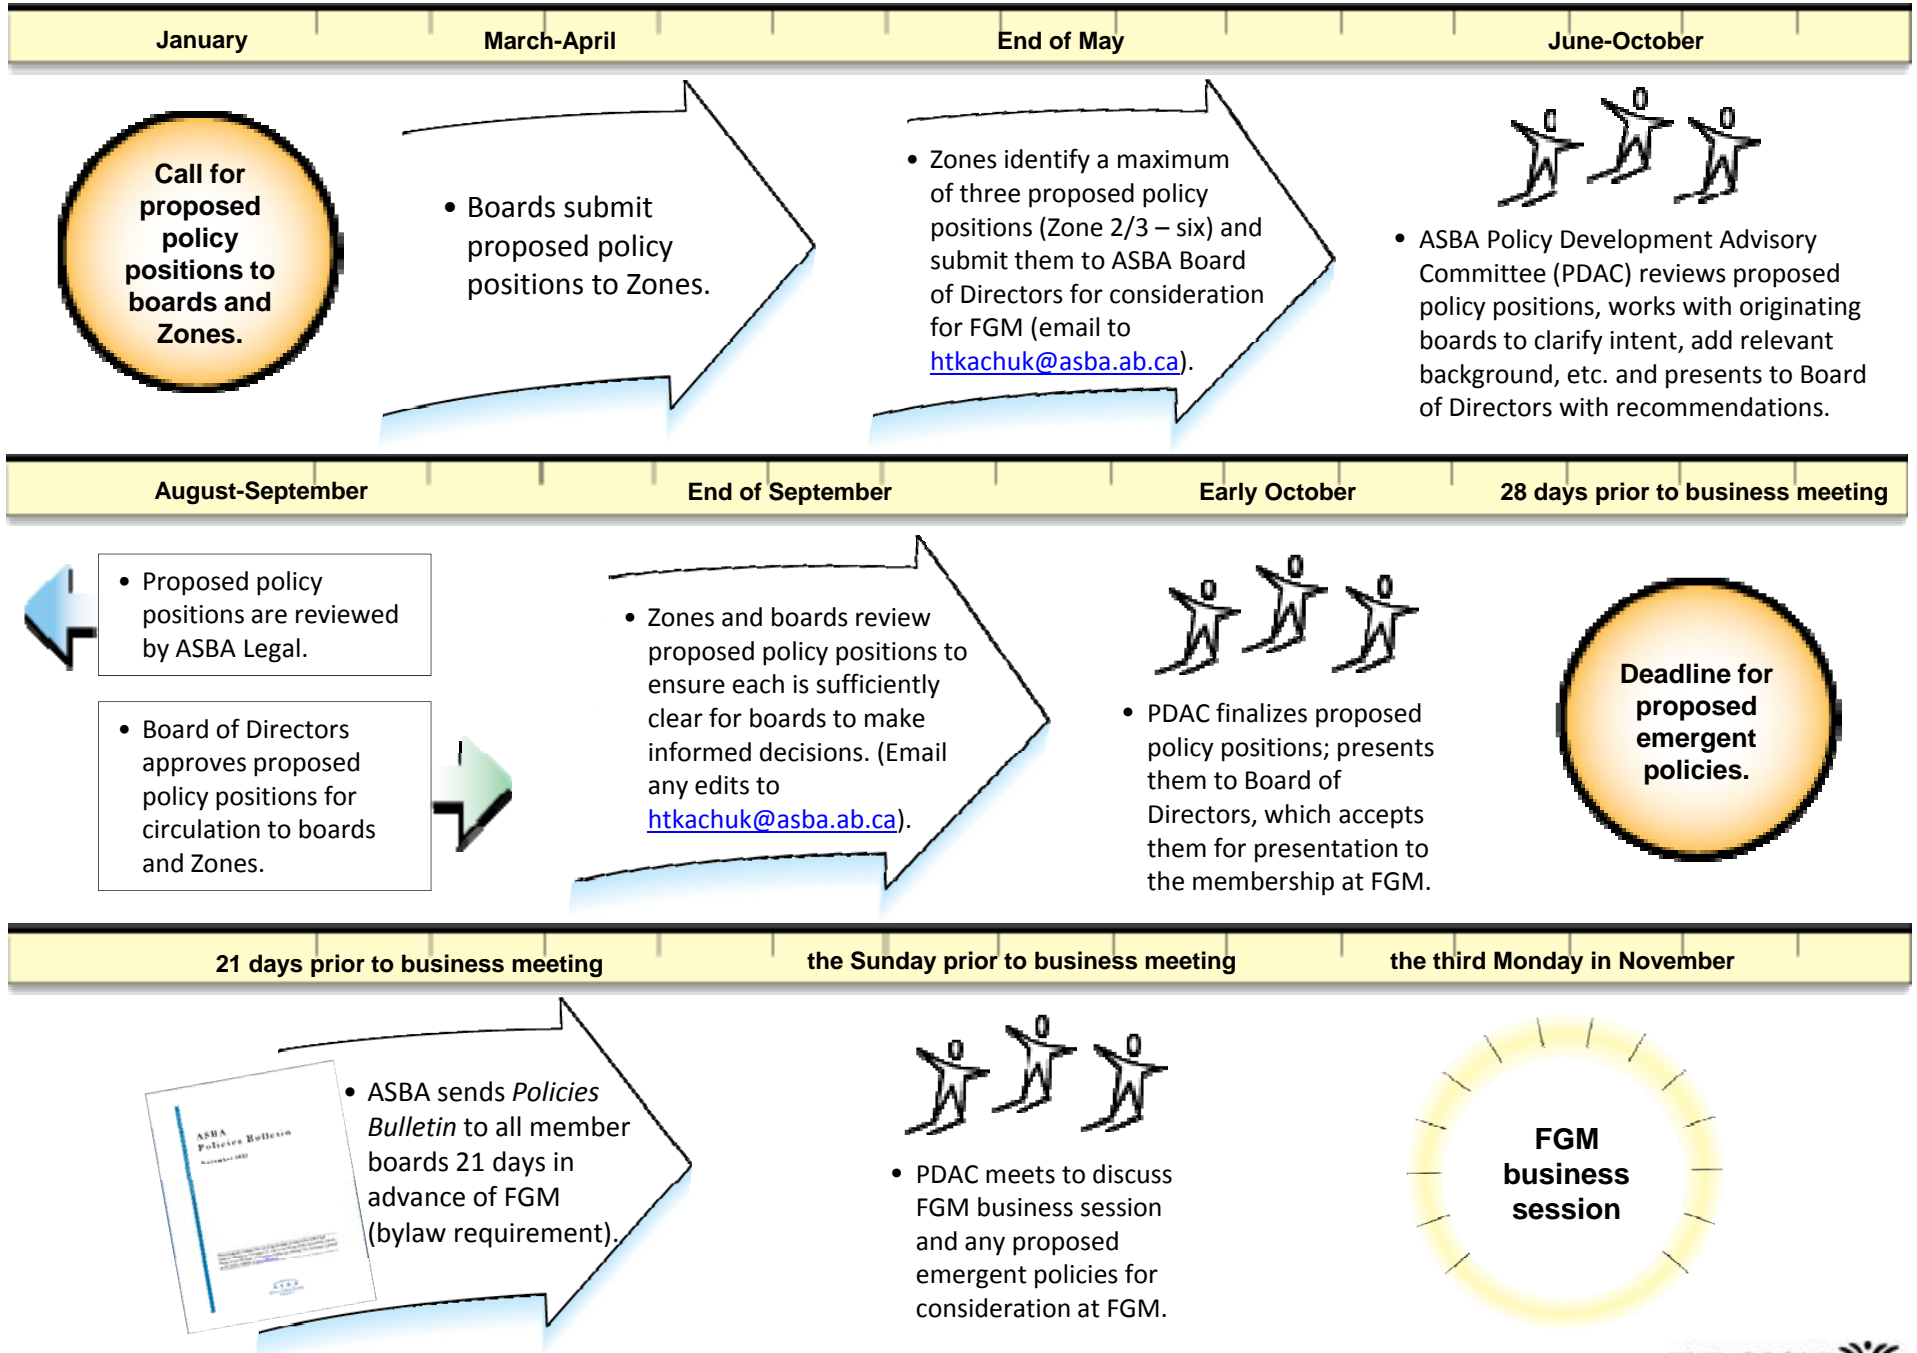 January
March-April
End of May
June-October
Call for
proposed
policy
positions to
boards and
Zones.
• Boards submit
proposed policy
positions to Zones.
• Zones identify a maximum
of three proposed policy
positions (Zone 2/3 – six) and
submit them to ASBA Board
of Directors for consideration
for FGM (email to
htkachuk@asba.ab.ca).
• ASBA Policy Development Advisory
Committee (PDAC) reviews proposed
policy positions, works with originating
boards to clarify intent, add relevant
background, etc. and presents to Board
of Directors with recommendations.
August-September
End of September
Early October
28 days prior to business meeting
• Proposed policy
positions are reviewed
by ASBA Legal.
• Board of Directors
approves proposed
policy positions for
circulation to boards
and Zones.
• Zones and boards review
proposed policy positions to
ensure each is sufficiently
clear for boards to make
informed decisions. (Email
any edits to
htkachuk@asba.ab.ca).
• PDAC finalizes proposed
policy positions; presents
them to Board of
Directors, which accepts
them for presentation to
the membership at FGM.
Deadline for
proposed
emergent
policies.
21 days prior to business meeting
the Sunday prior to business meeting
the third Monday in November
ASBA
Policies Bulletin
• ASBA sends Policies
Bulletin to all member
boards 21 days in
advance of FGM
(bylaw requirement).
• PDAC meets to discuss
FGM business session
and any proposed
emergent policies for
consideration at FGM.
FGM
business
session